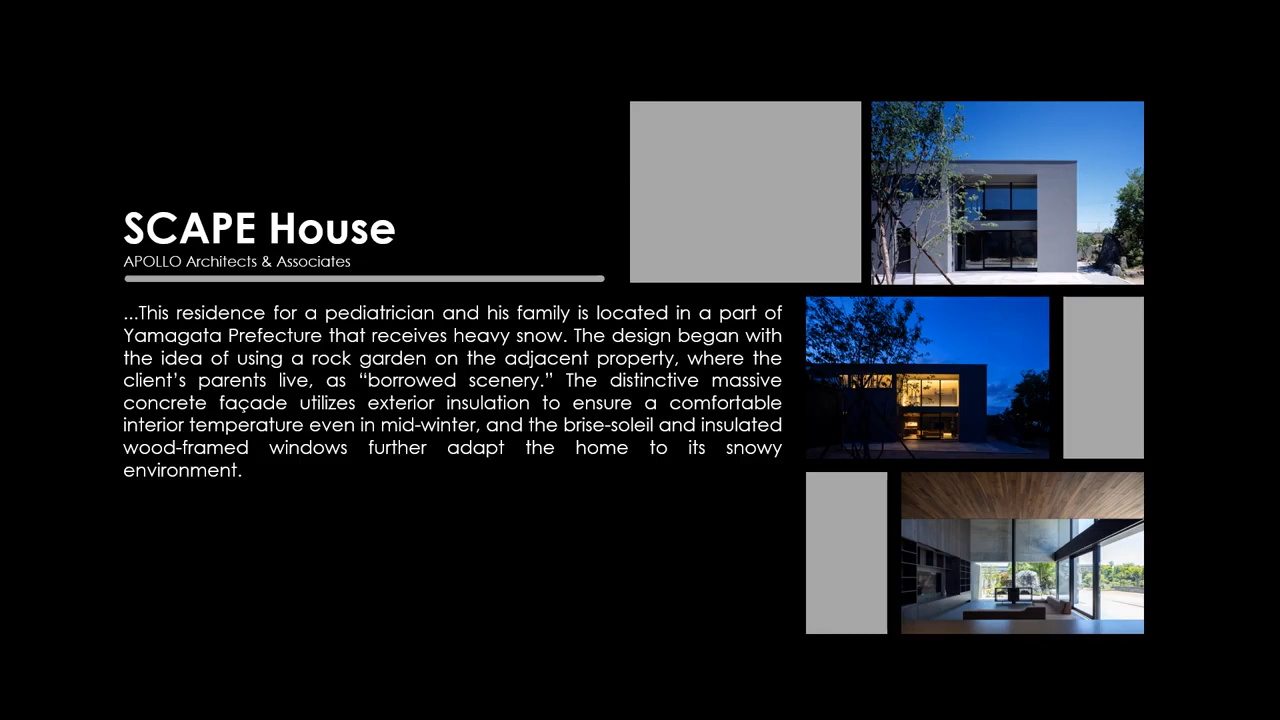 SCAPE House
APOLLO Architects & Associates
...This residence for a pediatrician and his family is located in a part of
Yamagata Prefecture that receives heavy snow. The design began with
the idea of using a rock garden on the adjacent property, where the
client’s parents live, as “borrowed scenery.” The distinctive massive
concrete façade utilizes exterior insulation to ensure a comfortable
interior temperature even in mid-winter, and the brise-soleil and insulated
wood-framed windows further adapt the home to its snowy
environment.